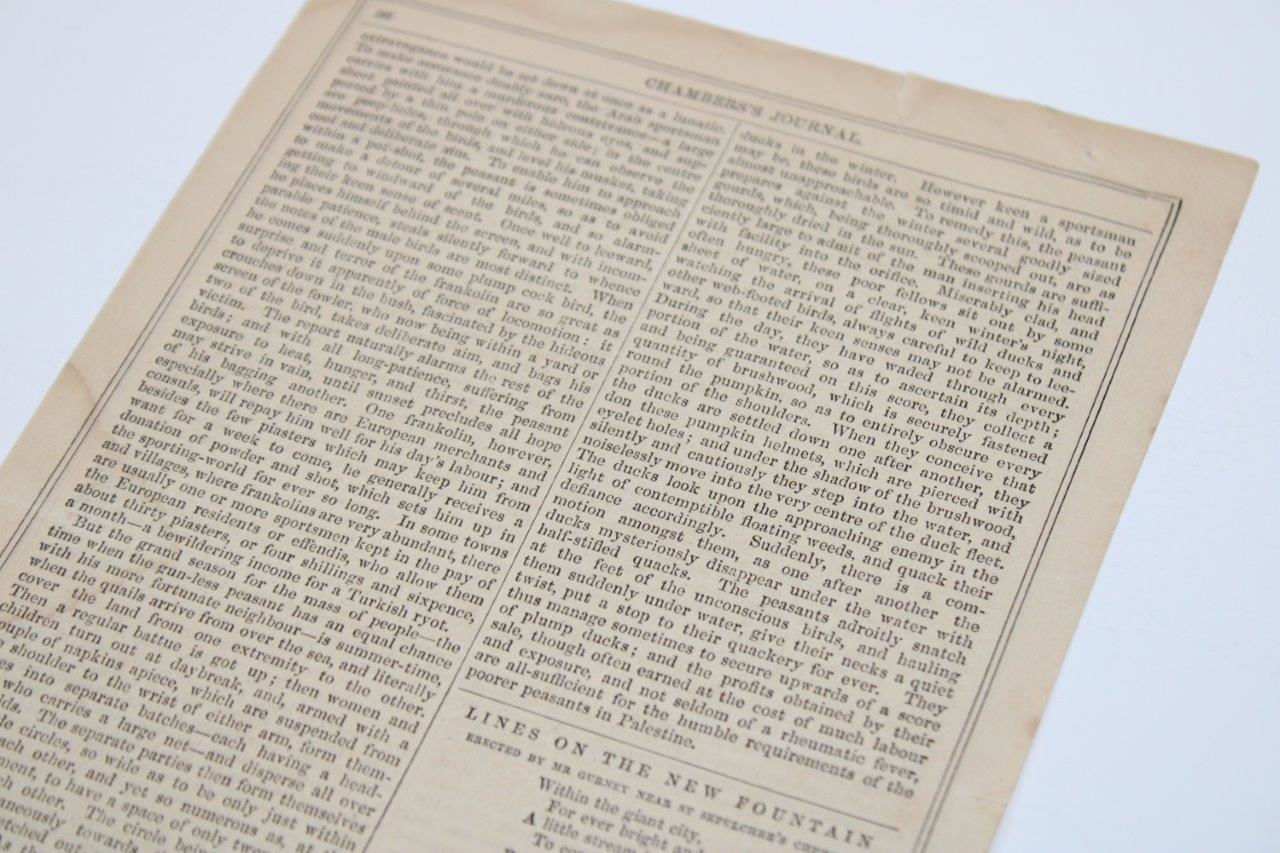 96
CHAMBERS'S JOURNAL.
extravagance would be set down at once as a lunatic.
To make assurance doubly sure, the Arab sportsman
carries with him a murderous contrivance—a large
sheet painted all over with hideous eyes, and sup-
ported by a thin pole on either side, in the centre
are peep-holes, through which he can observe the
movements of the birds, and level his musket, taking
cool and deliberate aim. To enable him to approach
within a pot-shot, the peasant is sometimes obliged
to make a detour of several miles, so as to avoid
getting to windward of the birds, and so alarm-
ing their keen sense of scent. Once well to leeward,
he places himself behind the screen, and with incom-
parable patience, steals silently forward to whence
the notes of the male birds are most distinct. When
he comes suddenly upon some plump cock bird, the
surprise and terror of the frankolin are so great as
to deprive it apparently of force of locomotion: it
crouches down in the bush, fascinated by the hideous
screen of the fowler, who now being within a yard or
two of the bird, takes deliberate aim, and bags his
victim. The report naturally alarms the rest of the
birds; and with all long-patience, suffering from
exposure to heat, hunger, and thirst, the peasant
may strive in vain, until sunset precludes all hope
of his bagging another. One frankolin, however,
especially where there are European merchants and
consuls, will repay him well for his day's labour; and
besides the few piasters which may keep him from
want for a week to come, he generally receives a
donation of powder and shot, which sets him up in
the sporting-world for ever so long. In some towns
and villages, where frankolins are very abundant, there
are usually one or more sportsmen kept in the pay of
the European residents or effendis, who allow them
about thirty piasters, or four shillings and sixpence,
a month—a bewildering income for a Turkish ryot.
But the grand season for the mass of people—the
time when the gun-less peasant has an equal chance
with his more fortunate neighbour—is summer-time,
when the quails arrive from over the sea, and literally
cover the land from one extremity to the other.
Then a regular battue is got up; then women and
children turn out at daybreak, and, armed with a
ouple of napkins apiece, which are suspended from
shoulder to the wrist of either arm, form them-
es into separate batches—each having a head-
who carries a large net—and disperse all over
lds. The separate parties then form themselves
le circles, so wide as to be only just within
ach other, and yet so numerous as, at the
ment, to have a space of only twe
ch other. The circle bein
aneously towards
etched out
ducks in the winter. However keen a sportsman
may be, these birds are so timid and wild, as to be
almost unapproachable. To remedy this, the peasant
prepares against the winter several goodly sized
gourds, which, being thoroughly scooped out, are as
thoroughly dried in the sun. These gourds are suffi-
ciently large to admit of the man inserting his head
with facility into the orifice. Miserably clad, and
often hungry, these poor fellows sit out by some
sheet of water, on a clear, keen winter's night,
watching the arrival of flights of wild ducks and
other web-footed birds, always careful to keep to lee-
ward, so that their keen senses may not be alarmed.
During the day, they have waded through every
portion of the water, so as to ascertain its depth;
and being guaranteed on this score, they collect a
quantity of brushwood, which is securely fastened
round the pumpkin, so as to entirely obscure every
portion of the shoulders. When they conceive that
the ducks are settled down one after another, they
don these pumpkin helmets, which are pierced with
eyelet holes; and under the shadow of the brushwood,
silently and cautiously they step into the water, and
noiselessly move into the very centre of the duck fleet.
The ducks look upon the approaching enemy in the
light of contemptible floating weeds, and quack their
defiance accordingly. Suddenly, there is a com-
motion amongst them, as one after another the
ducks mysteriously disappear under the water with
half-stifled quacks. The peasants adroitly snatch
at the feet of the unconscious birds, and hauling
them suddenly under water, give their necks a quiet
twist, put a stop to their quackery for ever. They
thus manage sometimes to secure upwards of a score
of plump ducks; and the profits obtained by their
sale, though often earned at the cost of much labour
and exposure, and not seldom of a rheumatic fever,
are all-sufficient for the humble requirements of the
poorer peasants in Palestine.
LINES ON THE NEW FOUNTAIN
ERECTED BY MR GURNEY NEAR ST SEPULCHRE'S
Within the giant city,
For ever bright and
A little stream
To